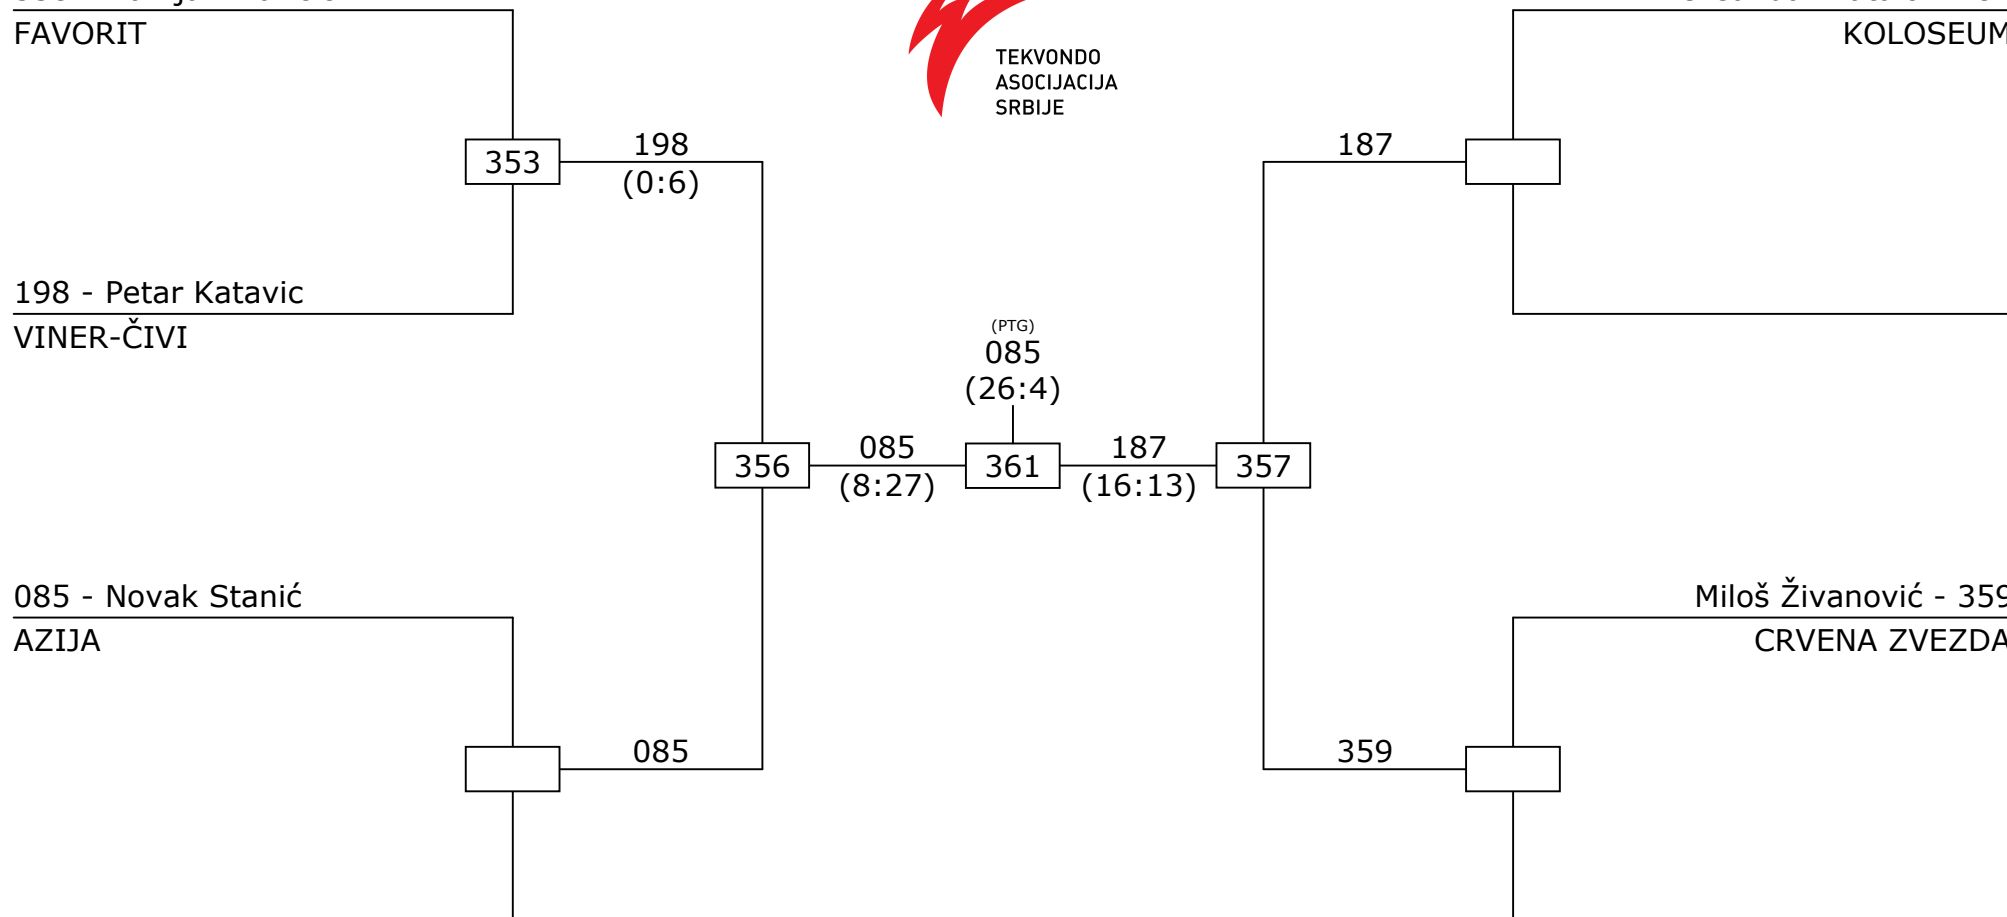 FAVORIT
KOLOSEUM
TEKVONDO
ASOCIJACIJA
SRBIJE
353
198
(0:6)
187
198 - Petar Katavic
VINER-ČIVI
(PTG)
085
(26:4)
356
085
(8:27)
361
187
(16:13)
357
085 - Novak Stanić
AZIJA
Miloš Živanović - 359
CRVENA ZVEZDA
085
359